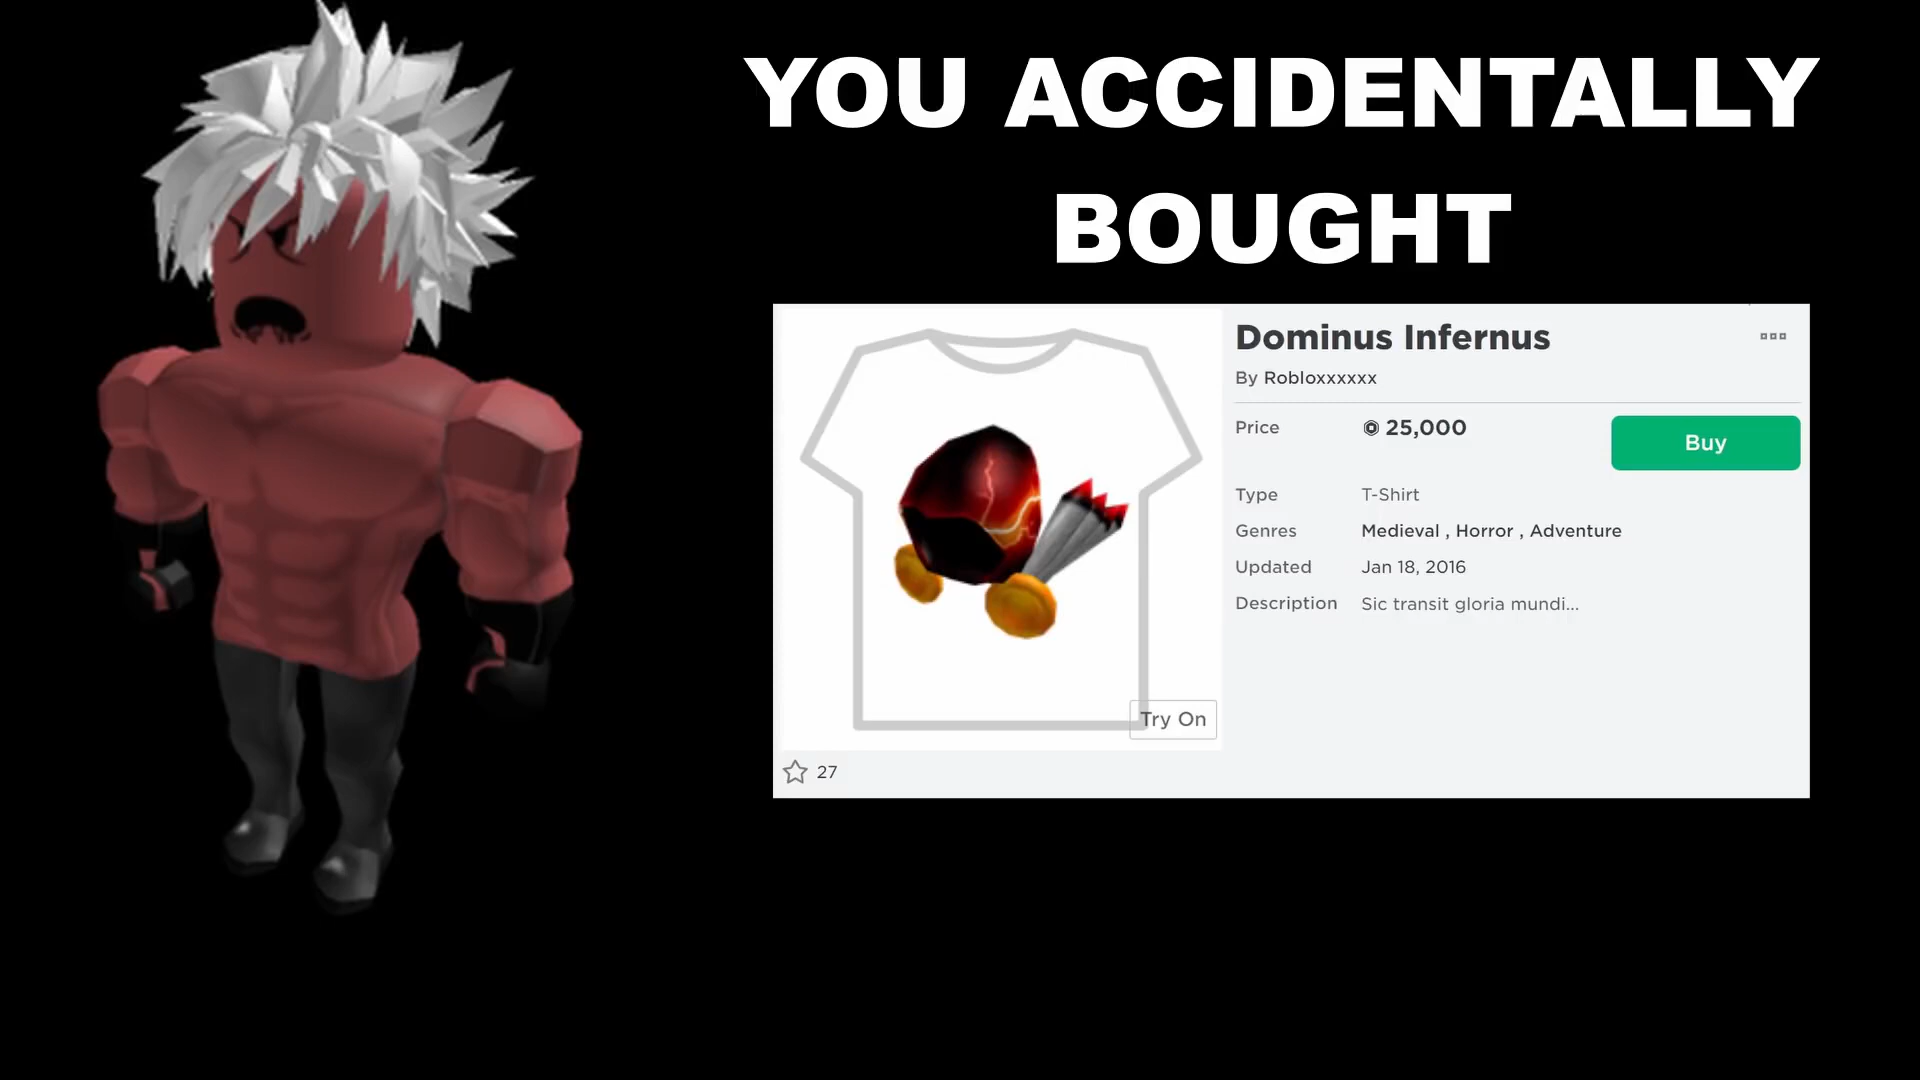 YOU ACCIDENTALLY
BOUGHT
Dominus Infernus
By Robloxxxxxx
Price 25,000
Buy
Type T-Shirt
Genres Medieval , Horror , Adventure
Updated Jan 18, 2016
Description Sic transit gloria mundi...
Try On
27